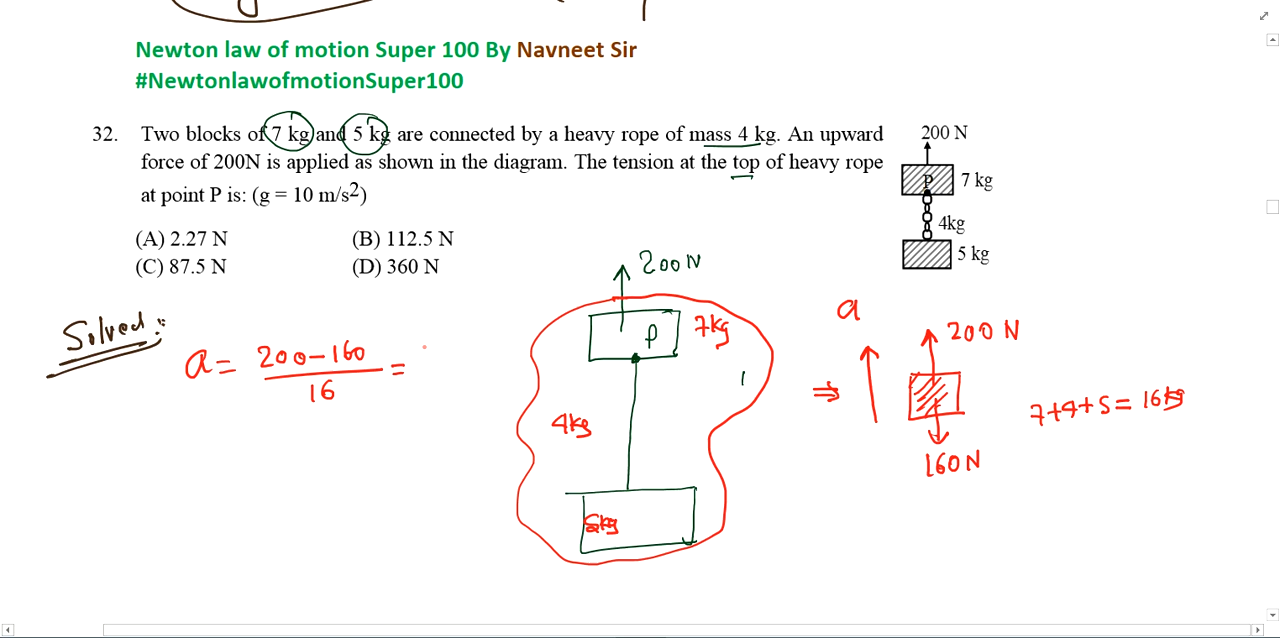 Newton law of motion Super 100 By Navneet Sir
#NewtonlawofmotionSuper100
32. Two blocks of 7 kg and 5 kg are connected by a heavy rope of mass 4 kg. An upward
force of 200N is applied as shown in the diagram. The tension at the top of heavy rope
at point P is: (g = 10 m/s²)
(A) 2.27 N (B) 112.5 N
(C) 87.5 N (D) 360 N
200 N
P 7 kg
4kg
5 kg
Solved :
a = 200-160 / 16 =
200 N
P 7kg
4kg
5kg
⇒ a
200 N
160 N
7+4+5 = 16kg